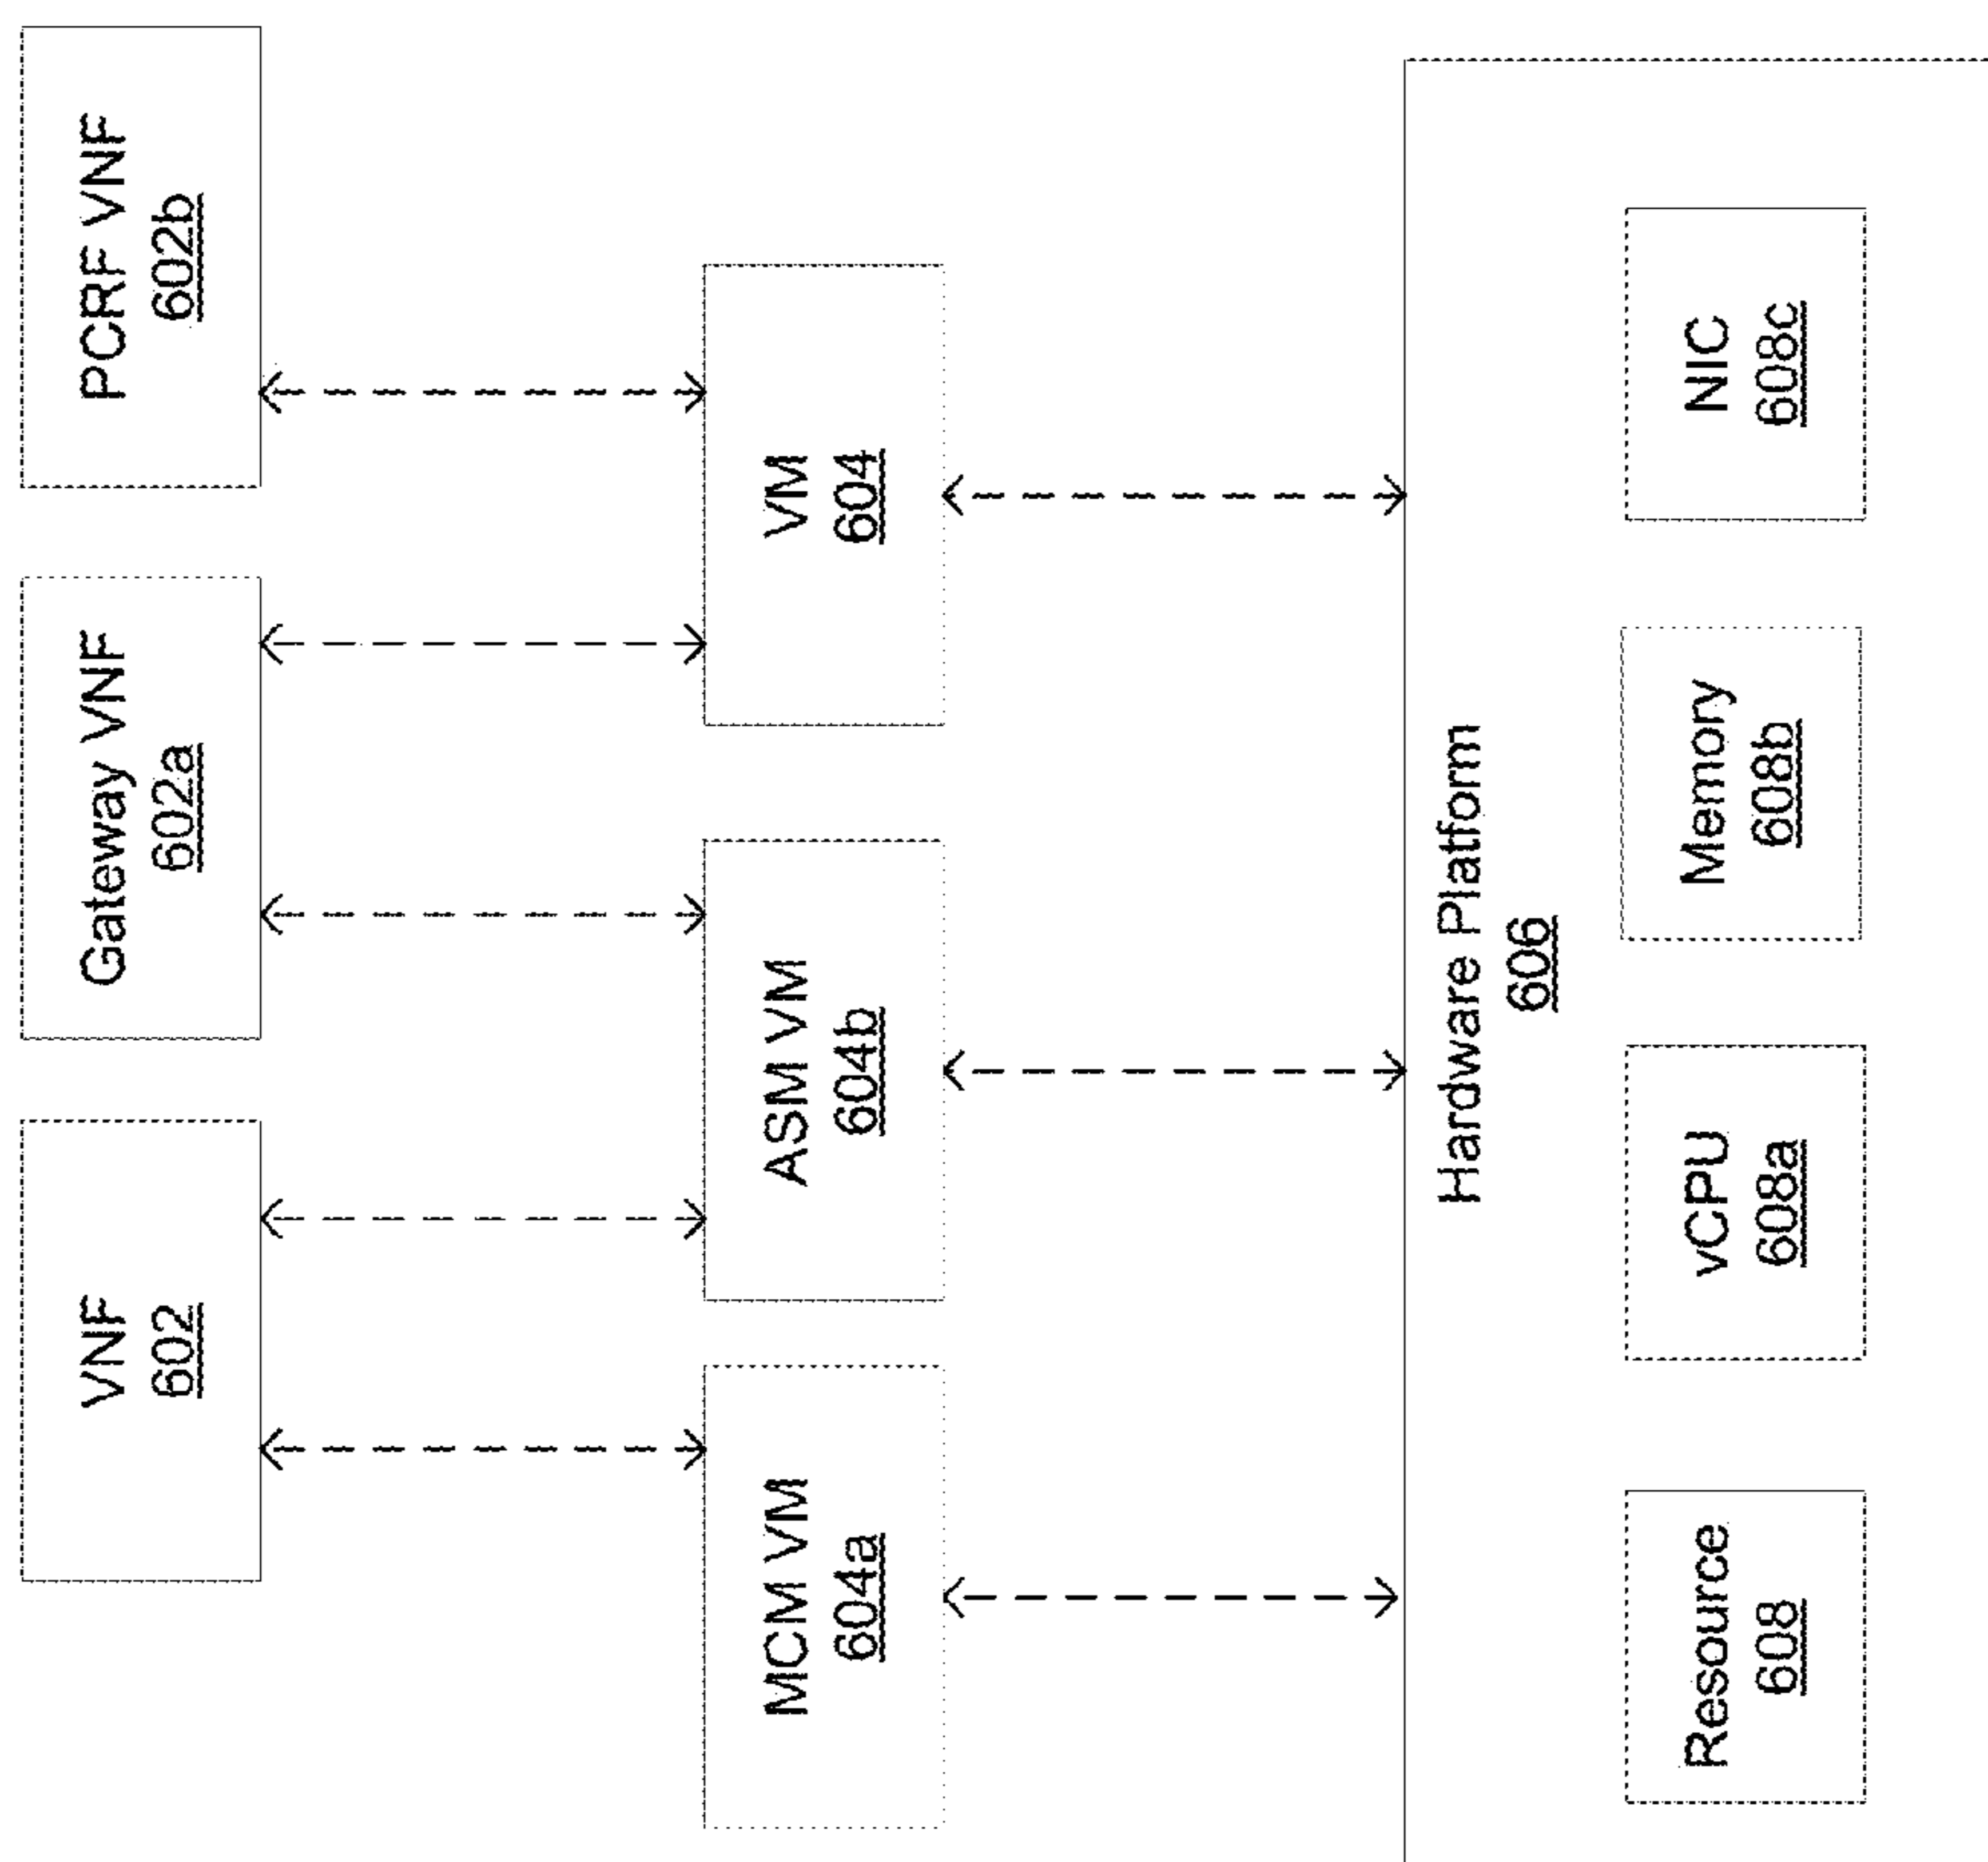 VNF
602
Gateway VNF
602a
PCRF VNF
602b
MCM VM
604a
ASM VM
604b
VM
604
Hardware Platform
606
Resource
608
vCPU
608a
Memory
608b
NIC
608c